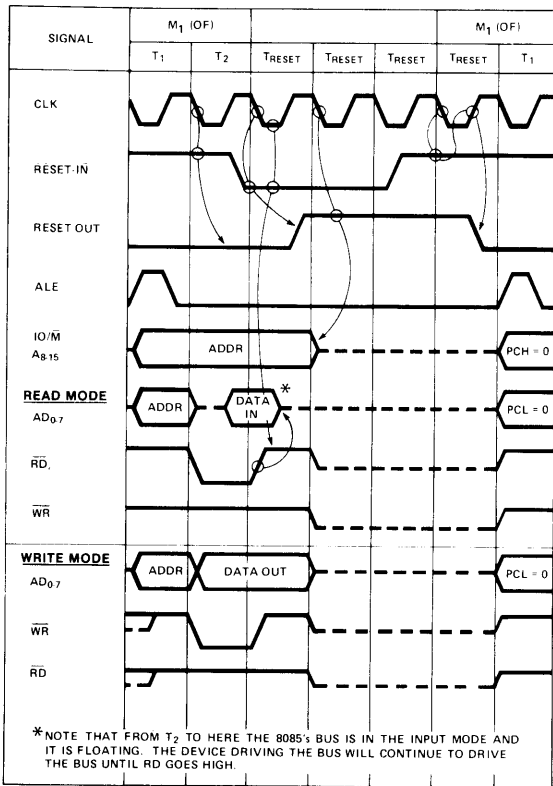 SIGNAL
M1 (OF)
M1 (OF)
T1
T2
TRESET
TRESET
TRESET
TRESET
T1
CLK
RESET-IN
RESET OUT
ALE
IO/M
A8-15
ADDR
PCH = 0
READ MODE
AD0-7
ADDR
DATA
IN
*
PCL = 0
RD
WR
WRITE MODE
AD0-7
ADDR
DATA OUT
PCL = 0
WR
RD
* NOTE THAT FROM T2 TO HERE THE 8085's BUS IS IN THE INPUT MODE AND
IT IS FLOATING. THE DEVICE DRIVING THE BUS WILL CONTINUE TO DRIVE
THE BUS UNTIL RD GOES HIGH.